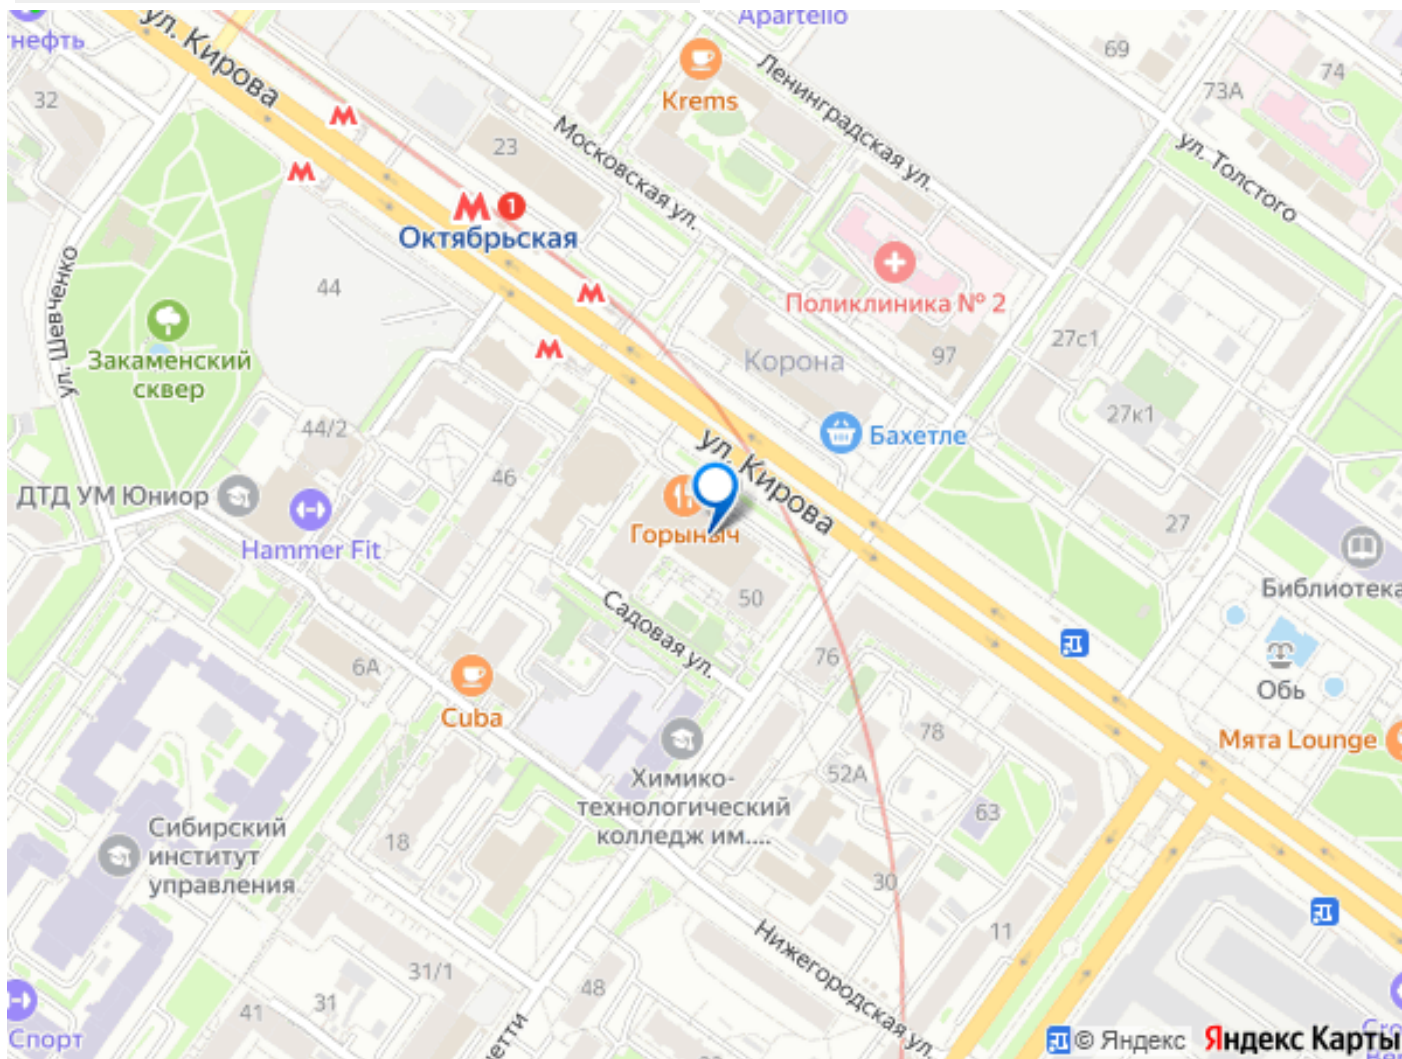 Apartello
нефть
ул. Кирова
69
74
73А
32
Krems
Ленинградская ул.
23
Московская ул.
ул. Толстого
М
М
М 1
Октябрьская
ул. Шевченко
44
М
М
Поликлиника № 2
Закаменский
сквер
Корона
97
27с1
27к1
44/2
Бахетле
ул. Кирова
46
ДТД УМ Юниор
Hammer Fit
Горыныч
27
Библиотека
50
Садовая ул.
76
6А
Обь
Cuba
78
Мята Lounge
52А
Химико-
технологический
колледж им....
63
Сибирский
институт
управления
18
30
11
Нижегородская ул.
31/1
48
41
31
Спорт
етти
© Яндекс Яндекс Карты